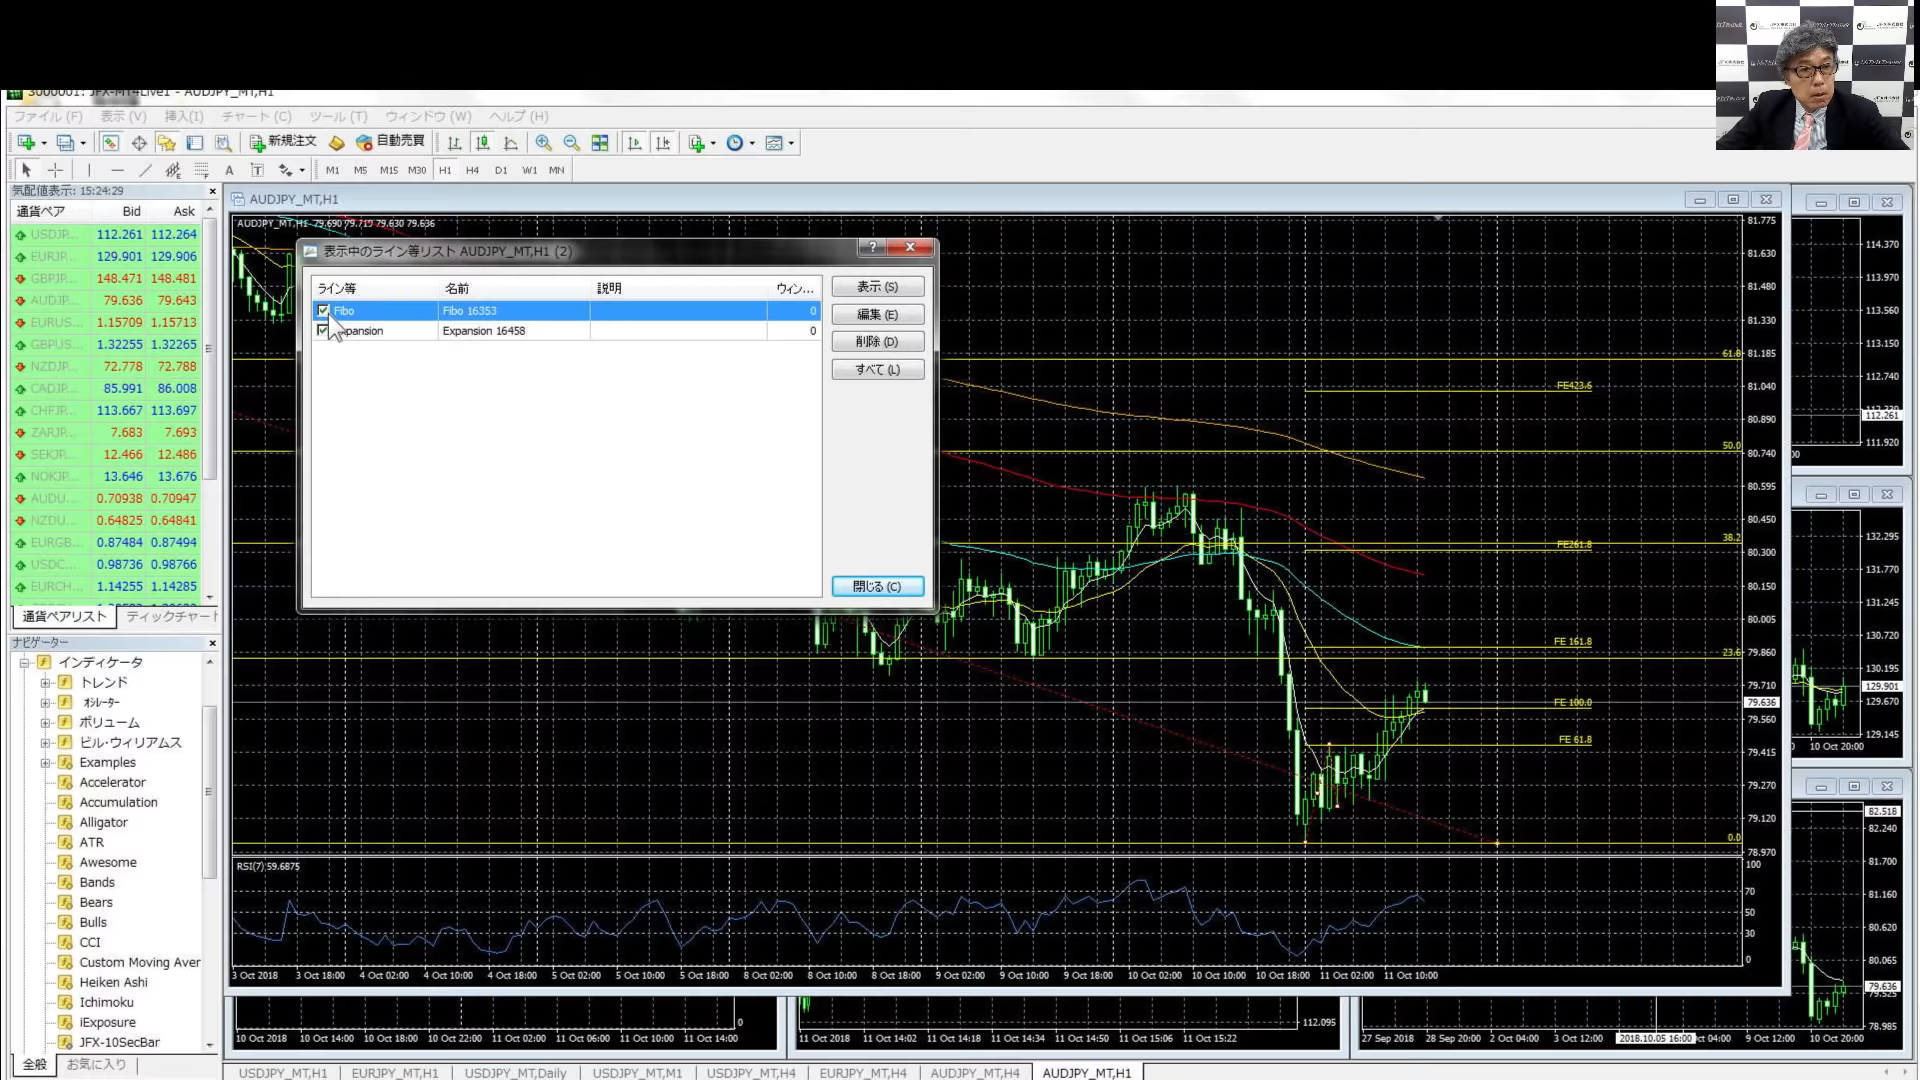 3000001: JFX-MT4Live1 - AUDJPY_MT,H1
ファイル (F) 表示 (V) 挿入(I) チャート (C) ツール (T) ウィンドウ (W) ヘルプ (H)
新規注文 自動売買
A T M1 M5 M15 M30 H1 H4 D1 W1 MN
気配値表示: 15:24:29
通貨ペア Bid Ask
USDJP... 112.261 112.264
EURJP... 129.901 129.906
GBPJP... 148.471 148.481
AUDJP... 79.636 79.643
EURUS... 1.15709 1.15713
GBPUS... 1.32255 1.32265
NZDJP... 72.778 72.788
CADJP... 85.991 86.008
CHFJP... 113.667 113.697
ZARJP... 7.683 7.693
SEKJP... 12.466 12.486
NOKJP... 13.646 13.676
AUDU... 0.70938 0.70947
NZDU... 0.64825 0.64841
EURGB... 0.87484 0.87494
USDC... 0.98736 0.98766
EURCH... 1.14255 1.14285
通貨ペアリスト ティックチャート
ナビゲーター
インディケータ
トレンド
オシレーター
ボリューム
ビル・ウィリアムス
Examples
Accelerator
Accumulation
Alligator
ATR
Awesome
Bands
Bears
Bulls
CCI
Custom Moving Aver
Heiken Ashi
Ichimoku
iExposure
JFX-10SecBar
全般 お気に入り
AUDJPY_MT,H1
AUDJPY_MT,H1 79.690 79.719 79.630 79.636
表示中のライン等リスト AUDJPY_MT,H1 (2)
ライン等 名前 説明 ウィン...
Fibo Fibo 16353 0
Expansion 16458 0
表示 (S)
編集 (E)
削除 (D)
すべて (L)
閉じる (C)
61.8
FE423.6
50.0
38.2
FE261.8
FE 161.8
23.6
FE 100.0
FE 61.8
0.0
81.775
81.630
81.480
81.330
81.185
81.040
80.890
80.740
80.595
80.450
80.300
80.150
80.005
79.860
79.710
79.636
79.560
79.415
79.270
79.120
78.970
RSI(7) 59.6875
100
70
50
30
0
3 Oct 2018 3 Oct 18:00 4 Oct 02:00 4 Oct 10:00 4 Oct 18:00 5 Oct 02:00 5 Oct 10:00 5 Oct 18:00 8 Oct 02:00 8 Oct 10:00 8 Oct 18:00 9 Oct 02:00 9 Oct 10:00 9 Oct 18:00 10 Oct 02:00 10 Oct 10:00 10 Oct 18:00 11 Oct 02:00 11 Oct 10:00
114.370
113.970
113.560
113.150
112.740
112.261
111.920
132.295
131.770
131.245
130.720
130.195
129.901
129.670
129.145
10 Oct 20:00
82.518
82.240
81.700
81.160
80.620
80.065
79.636
78.985
0
10 Oct 2018 10 Oct 14:00 10 Oct 18:00 10 Oct 22:00 11 Oct 02:00 11 Oct 06:00 11 Oct 10:00 11 Oct 14:00
112.095
11 Oct 2018 11 Oct 14:02 11 Oct 14:18 11 Oct 14:34 11 Oct 14:50 11 Oct 15:06 11 Oct 15:22
27 Sep 2018 28 Sep 20:00 2 Oct 04:00 3 Oct 12:00 2018.10.05 16:00 9 Oct 12:00 10 Oct 20:00
USDJPY_MT,H1 EURJPY_MT,H1 USDJPY_MT,Daily USDJPY_MT,M1 USDJPY_MT,H4 EURJPY_MT,H4 AUDJPY_MT,H4 AUDJPY_MT,H1